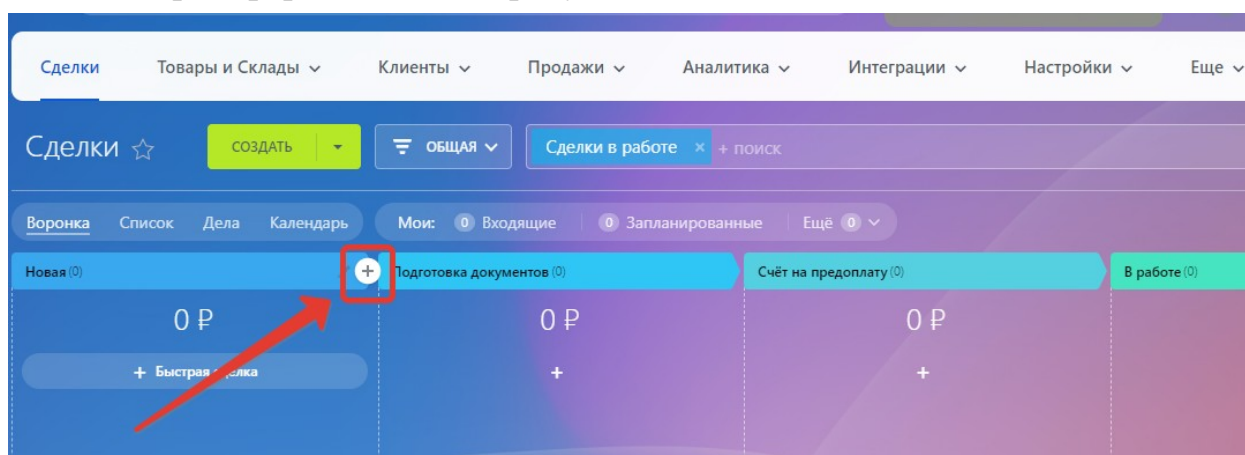 Сделки Товары и Склады Клиенты Продажи Аналитика Интеграции Настройки Еще
Сделки СОЗДАТЬ ОБЩАЯ Сделки в работе × + поиск
Воронка Список Дела Календарь Мои: 0 Входящие 0 Запланированные Ещё 0
Новая (0) + Подготовка документов (0) Счёт на предоплату (0) В работе (0)
0 ₽ 0 ₽ 0 ₽
+ Быстрая сделка + +